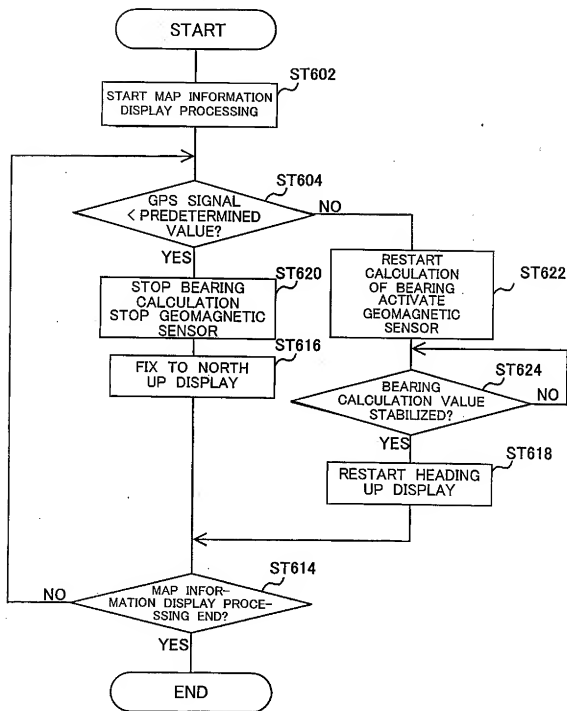 START
ST602
START MAP INFORMATION
DISPLAY PROCESSING
ST604
GPS SIGNAL
< PREDETERMINED
VALUE?
NO
YES
ST620
STOP BEARING
CALCULATION
STOP GEOMAGNETIC
SENSOR
RESTART
CALCULATION
OF BEARING
ACTIVATE
GEOMAGNETIC
SENSOR
ST622
ST616
FIX TO NORTH
UP DISPLAY
ST624
BEARING
CALCULATION VALUE
STABILIZED?
NO
YES
ST618
RESTART HEADING
UP DISPLAY
ST614
MAP INFOR-
MATION DISPLAY PROCE-
SSING END?
NO
YES
END